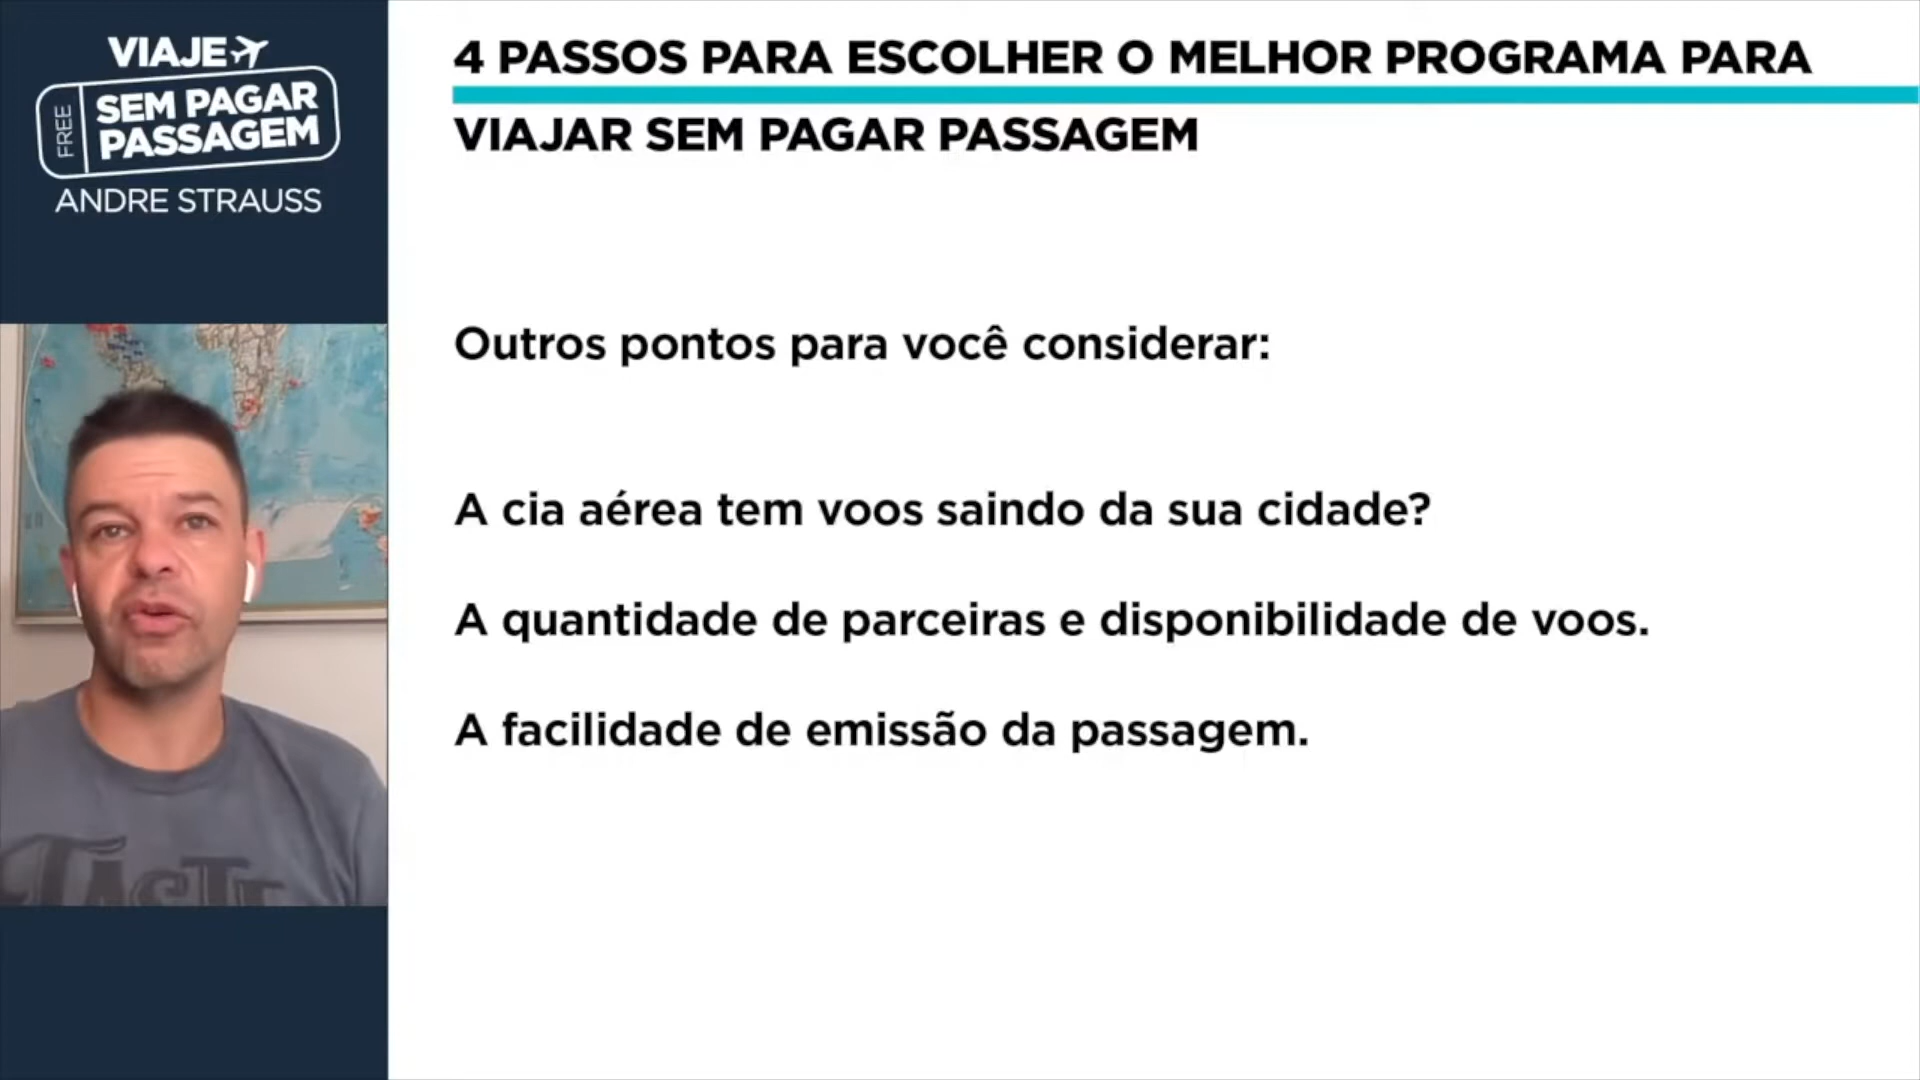 VIAJE
FREE
SEM PAGAR
PASSAGEM
ANDRE STRAUSS
4 PASSOS PARA ESCOLHER O MELHOR PROGRAMA PARA
VIAJAR SEM PAGAR PASSAGEM
Outros pontos para você considerar:
A cia aérea tem voos saindo da sua cidade?
A quantidade de parceiras e disponibilidade de voos.
A facilidade de emissão da passagem.
TASTE